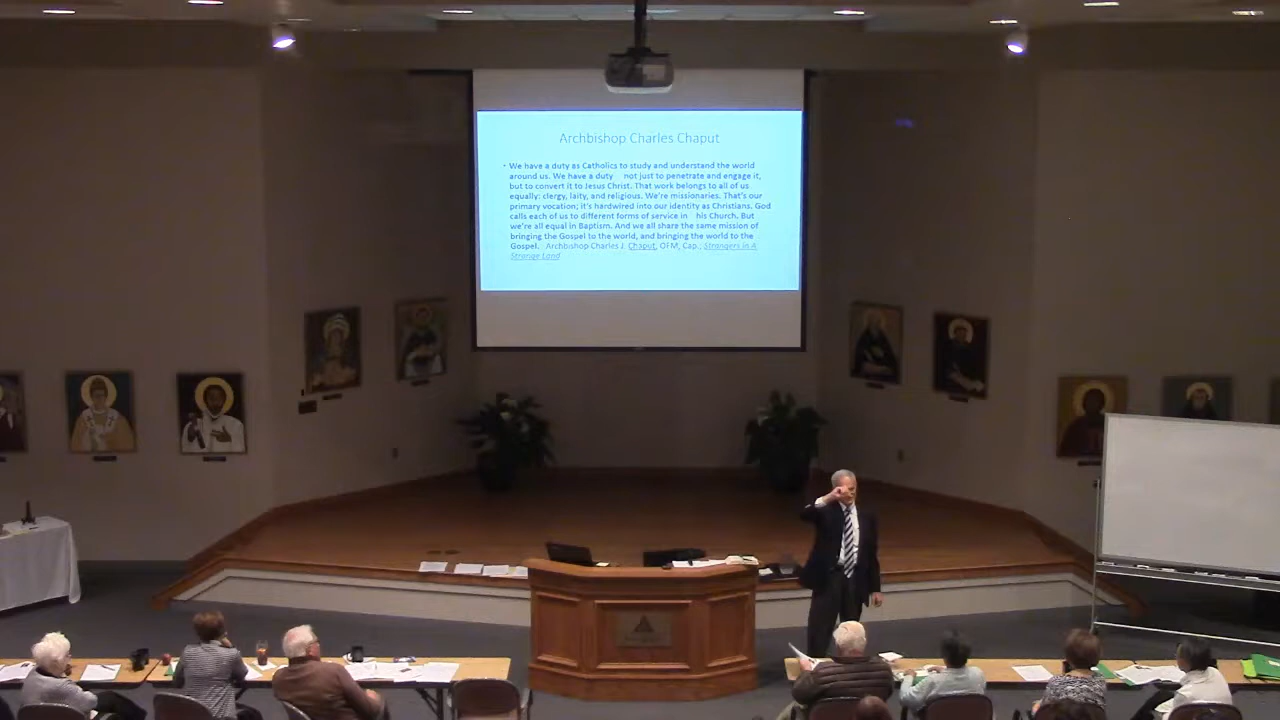 Archbishop Charles Chaput
• We have a duty as Catholics to study and understand the world
around us. We have a duty not just to penetrate and engage it,
but to convert it to Jesus Christ. That work belongs to all of us
equally: clergy, laity, and religious. We're missionaries. That's our
primary vocation; it's hardwired into our identity as Christians. God
calls each of us to different forms of service in his Church. But
we're all equal in Baptism. And we all share the same mission of
bringing the Gospel to the world, and bringing the world to the
Gospel. Archbishop Charles J. Chaput, OFM, Cap., Strangers in A
Strange Land